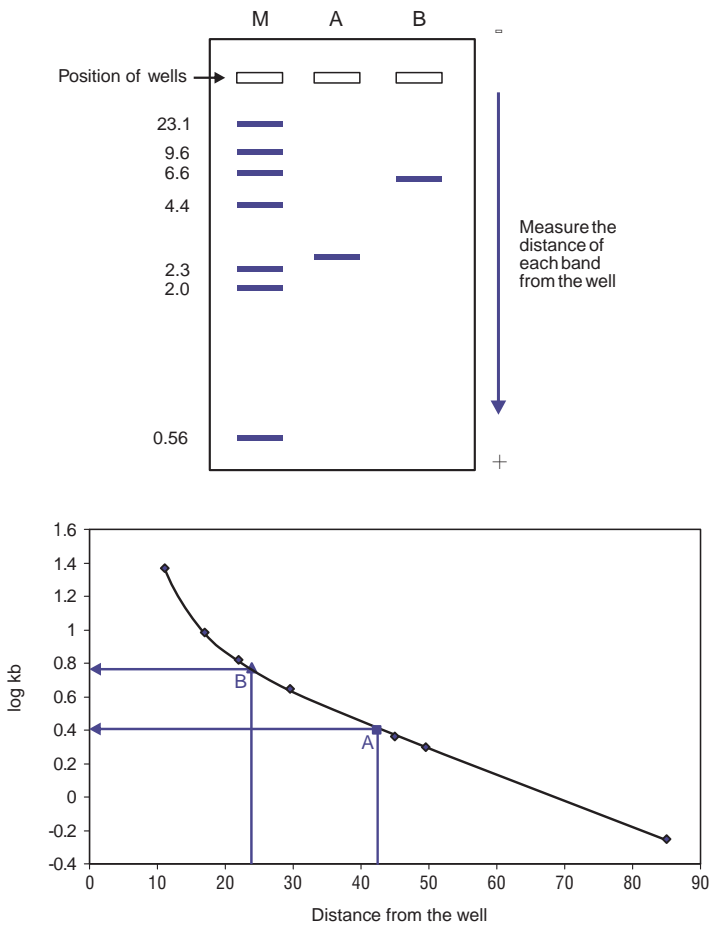 M A B
-
Position of wells
23.1
9.6
6.6
4.4
2.3
2.0
0.56
Measure the
distance of
each band
from the well
+
1.6
1.4
1.2
1
0.8
0.6
0.4
0.2
0
-0.2
-0.4
log kb
B
A
0 10 20 30 40 50 60 70 80 90
Distance from the well